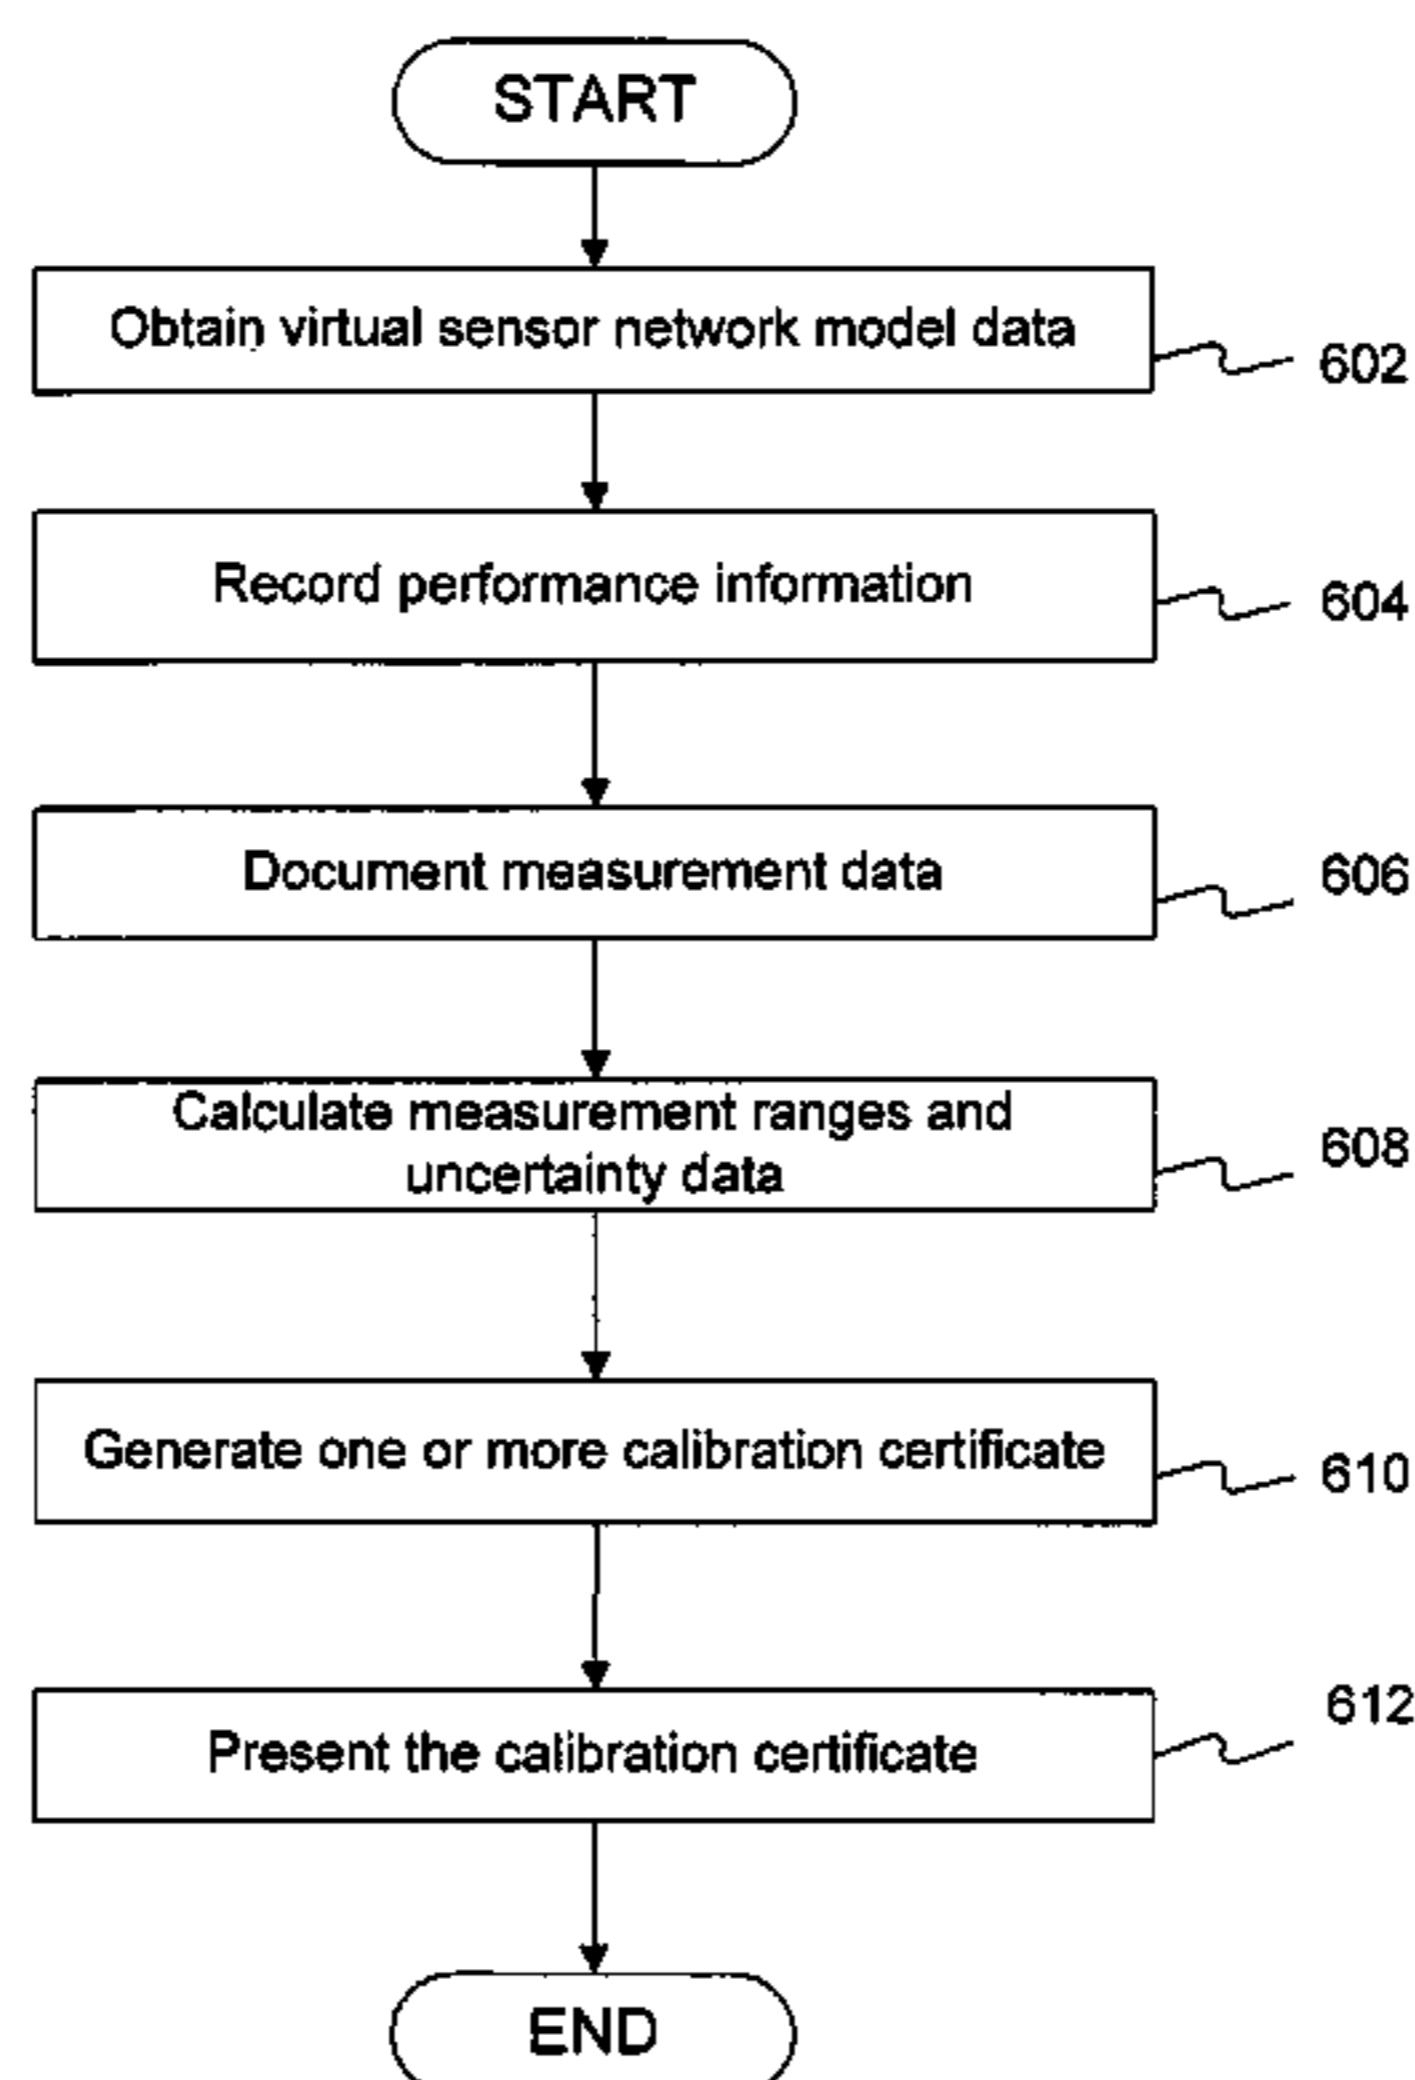 START
Obtain virtual sensor network model data
602
Record performance information
604
Document measurement data
606
Calculate measurement ranges and
uncertainty data
608
Generate one or more calibration certificate
610
Present the calibration certificate
612
END